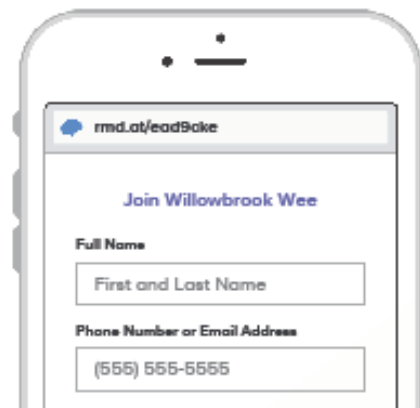 rmd.at/ead9cke
Join Willowbrook Wee
Full Name
First and Last Name
Phone Number or Email Address
(555) 555-5555